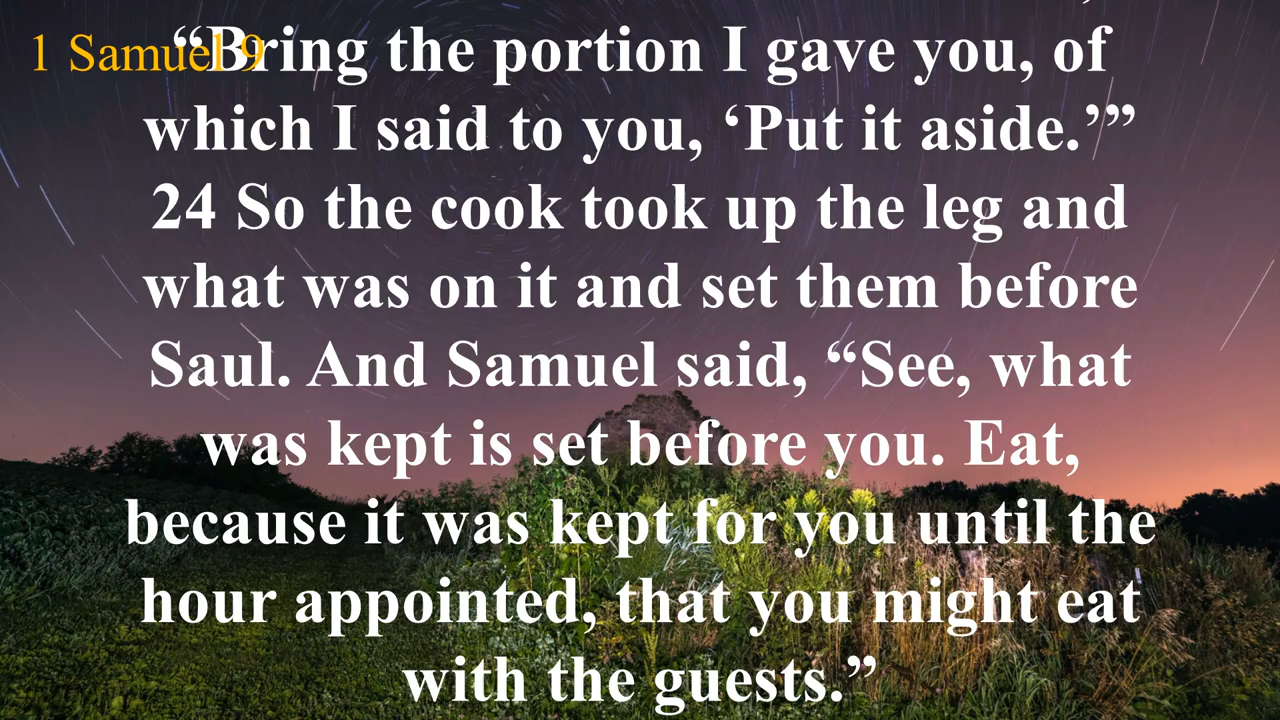 1 Samuel 9
“Bring the portion I gave you, of
which I said to you, ‘Put it aside.’”
24 So the cook took up the leg and
what was on it and set them before
Saul. And Samuel said, “See, what
was kept is set before you. Eat,
because it was kept for you until the
hour appointed, that you might eat
with the guests.”